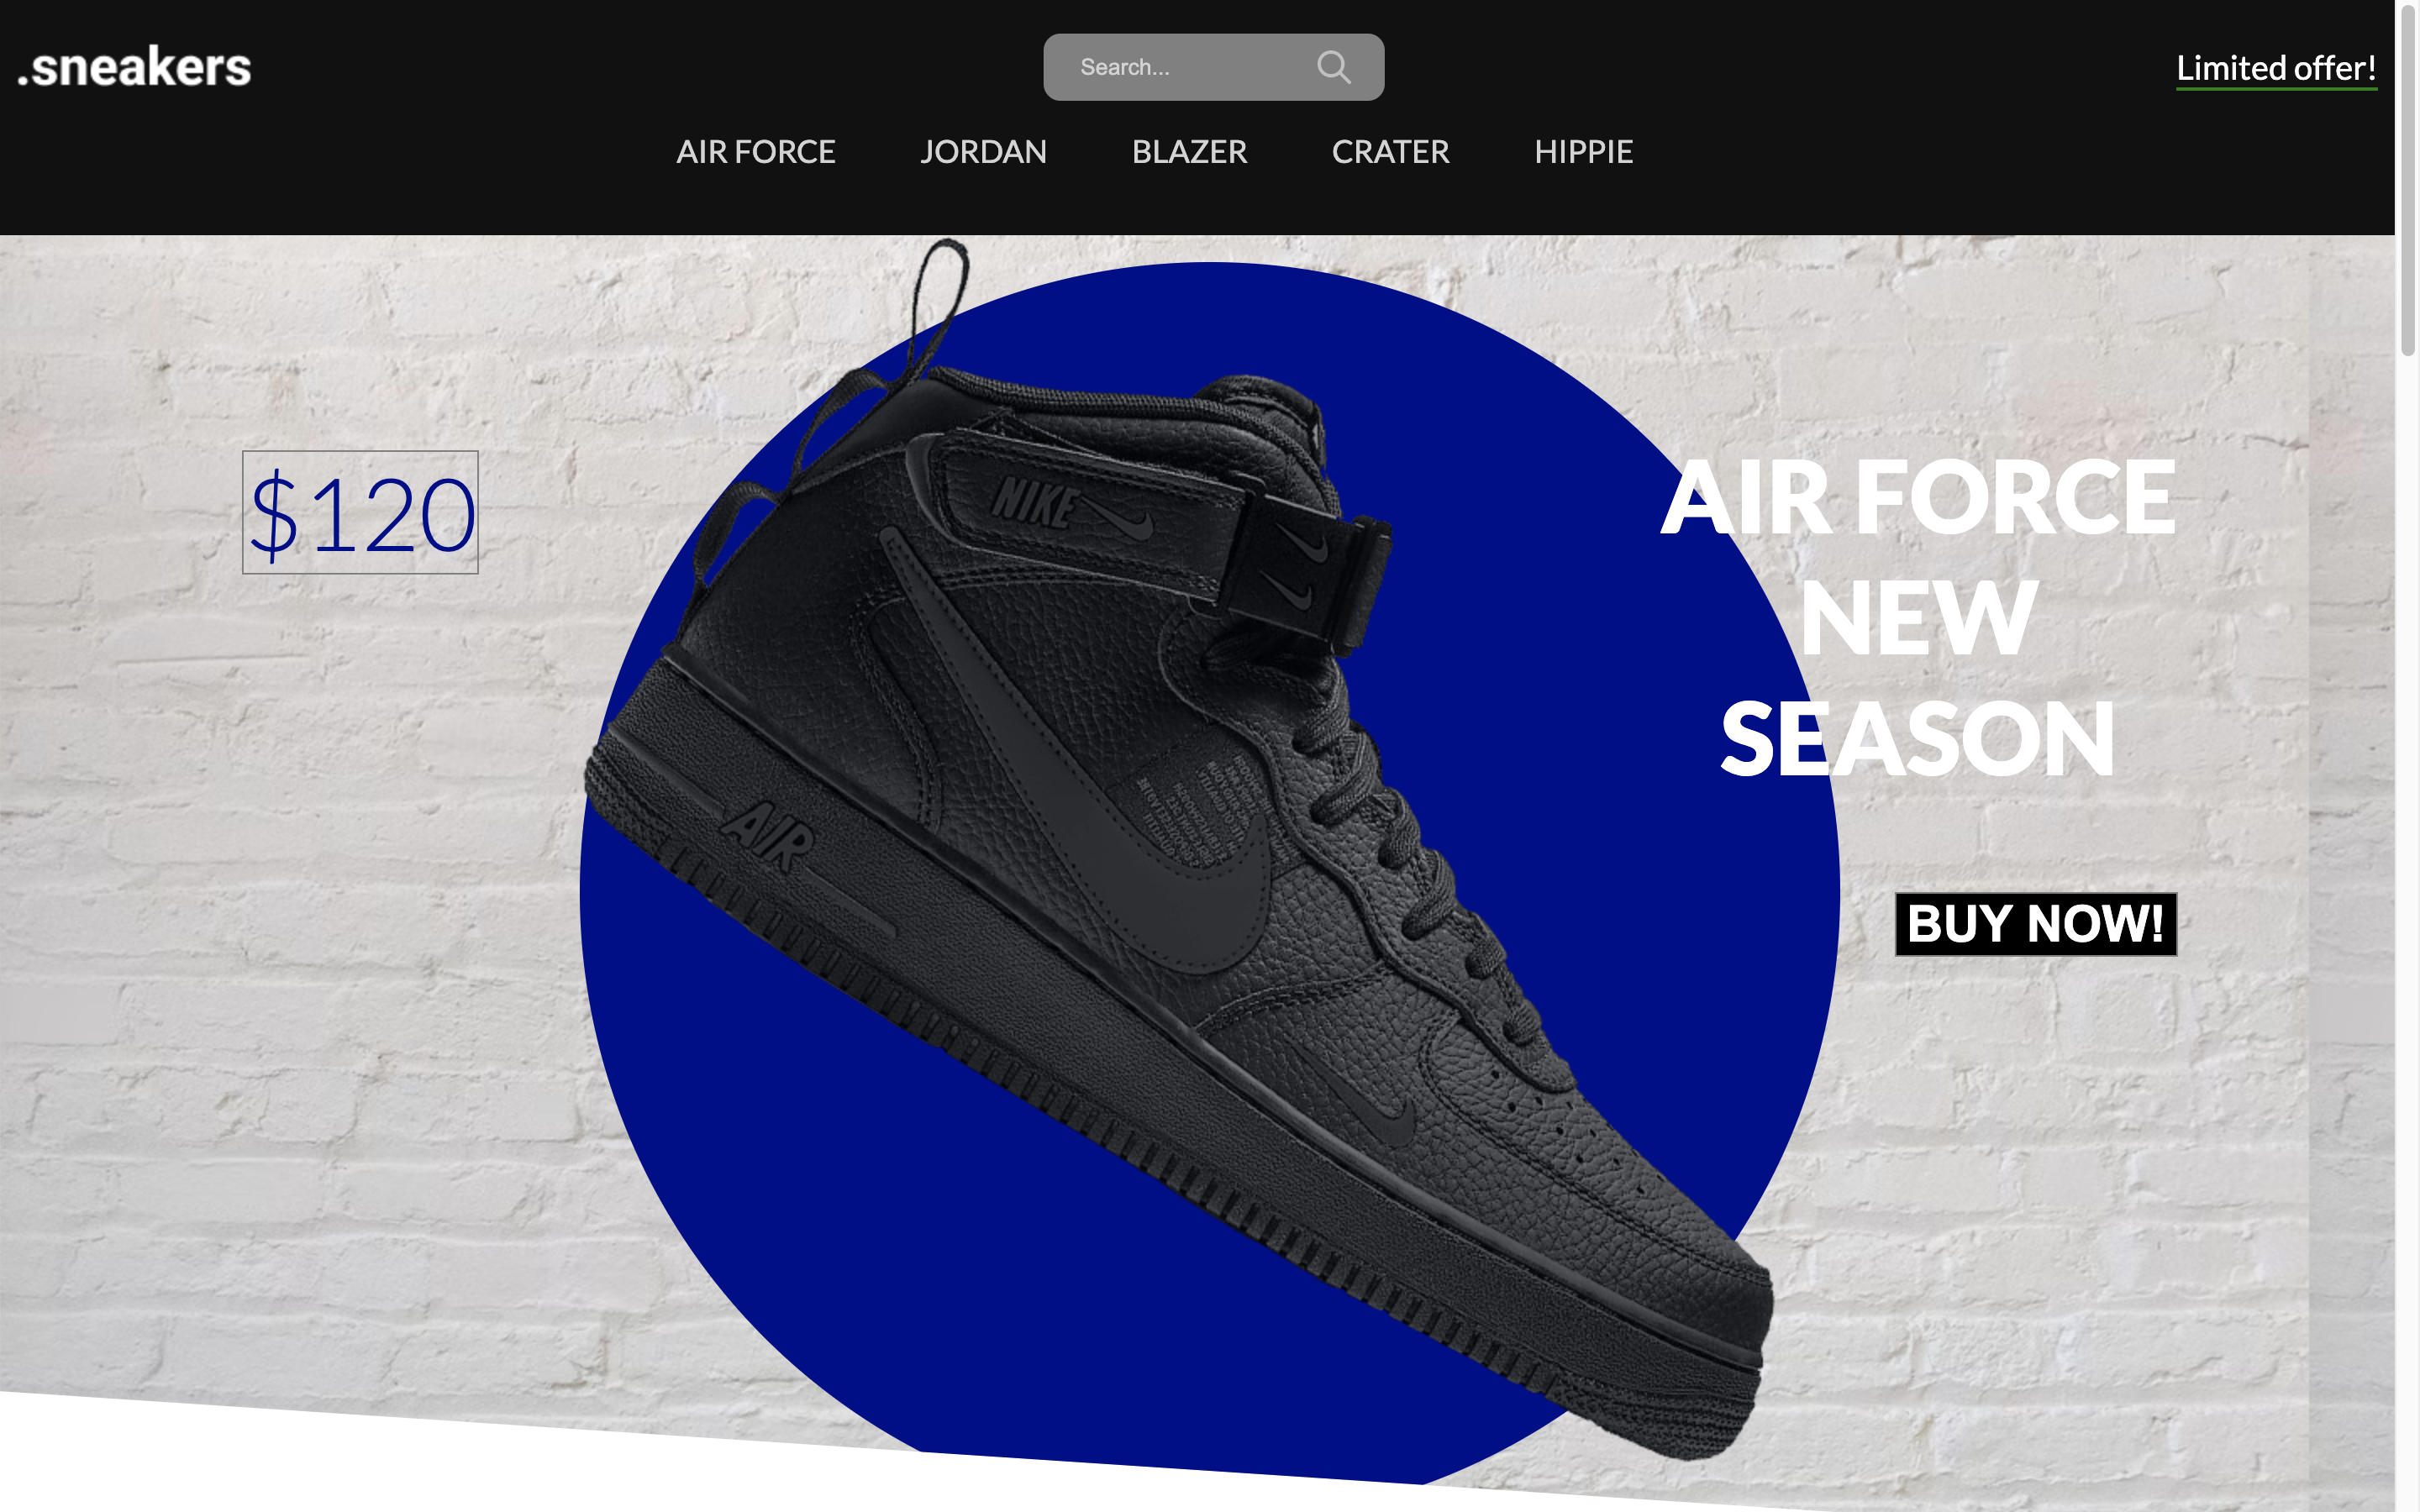 .sneakers
Search...
Limited offer!
AIR FORCE
JORDAN
BLAZER
CRATER
HIPPIE
$120
NIKE
AIR
AIR FORCE
NEW
SEASON
BUY NOW!